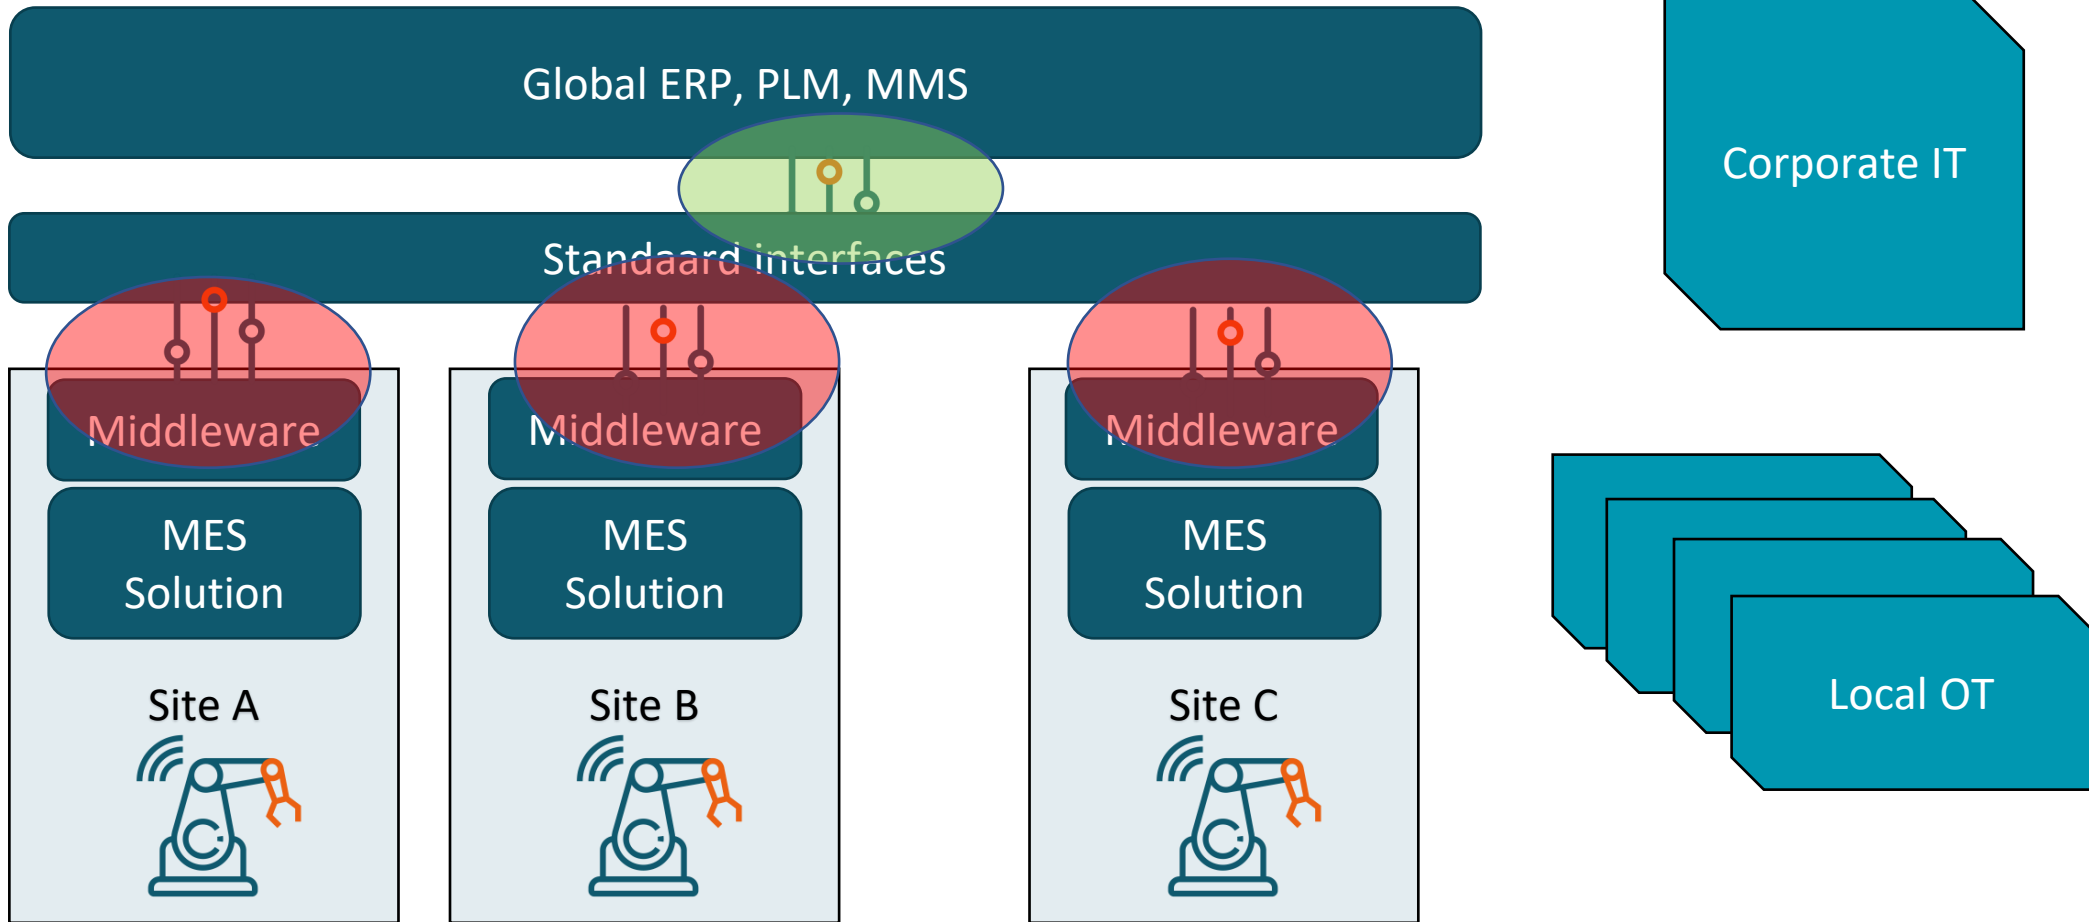 Global ERP, PLM, MMS
Corporate IT
Standaard interfaces
Middleware
Middleware
Middleware
MES
Solution
MES
Solution
MES
Solution
Site A
Site B
Site C
Local OT